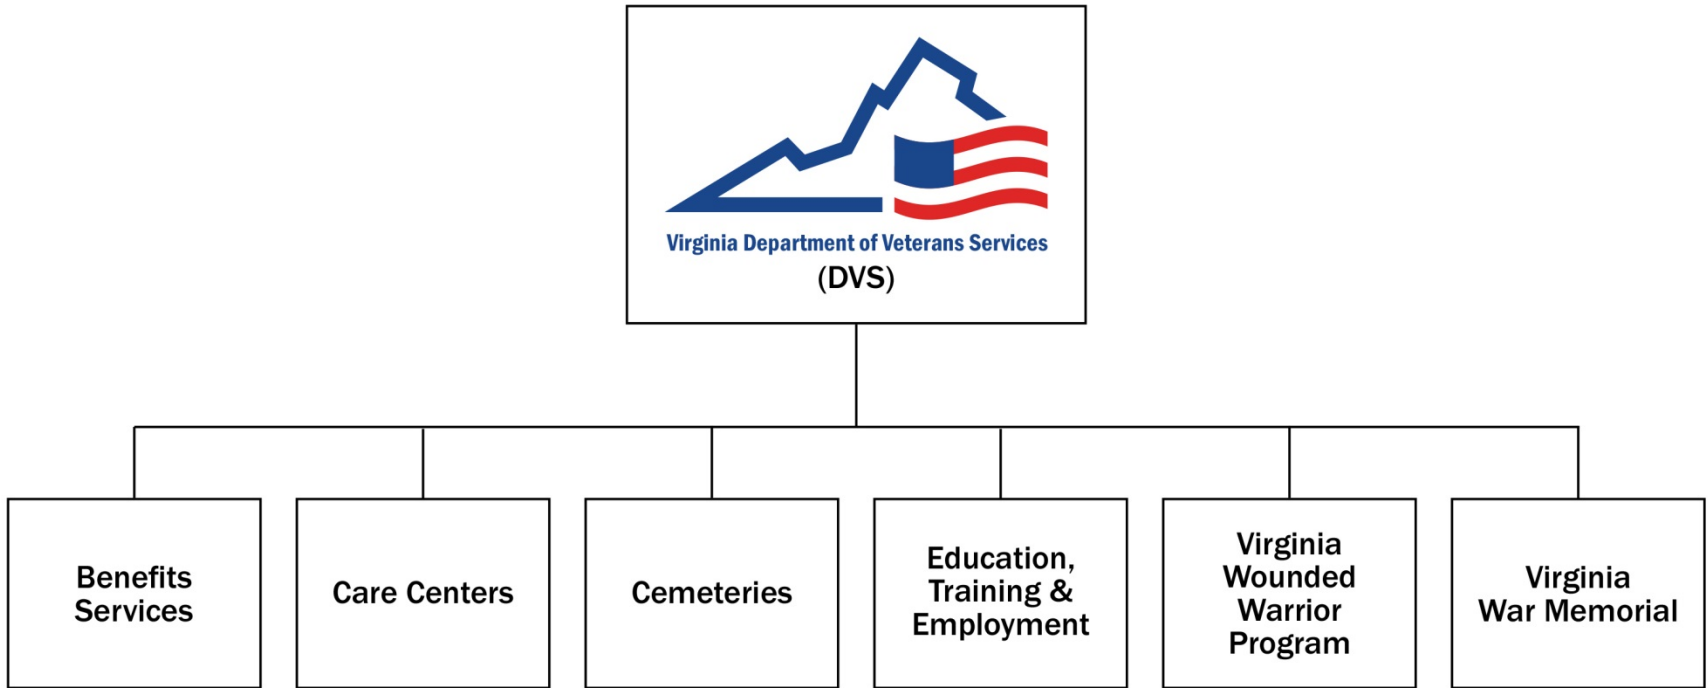 Virginia Department of Veterans Services
(DVS)
Benefits
Services
Care Centers
Cemeteries
Education,
Training &
Employment
Virginia
Wounded
Warrior
Program
Virginia
War Memorial